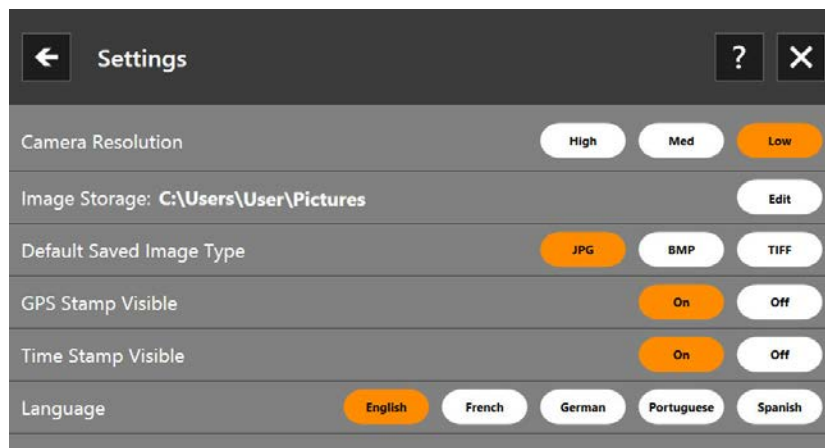 Settings ?
Camera Resolution High Med Low
Image Storage: C:\Users\User\Pictures Edit
Default Saved Image Type JPG BMP TIFF
GPS Stamp Visible On Off
Time Stamp Visible On Off
Language English French German Portuguese Spanish